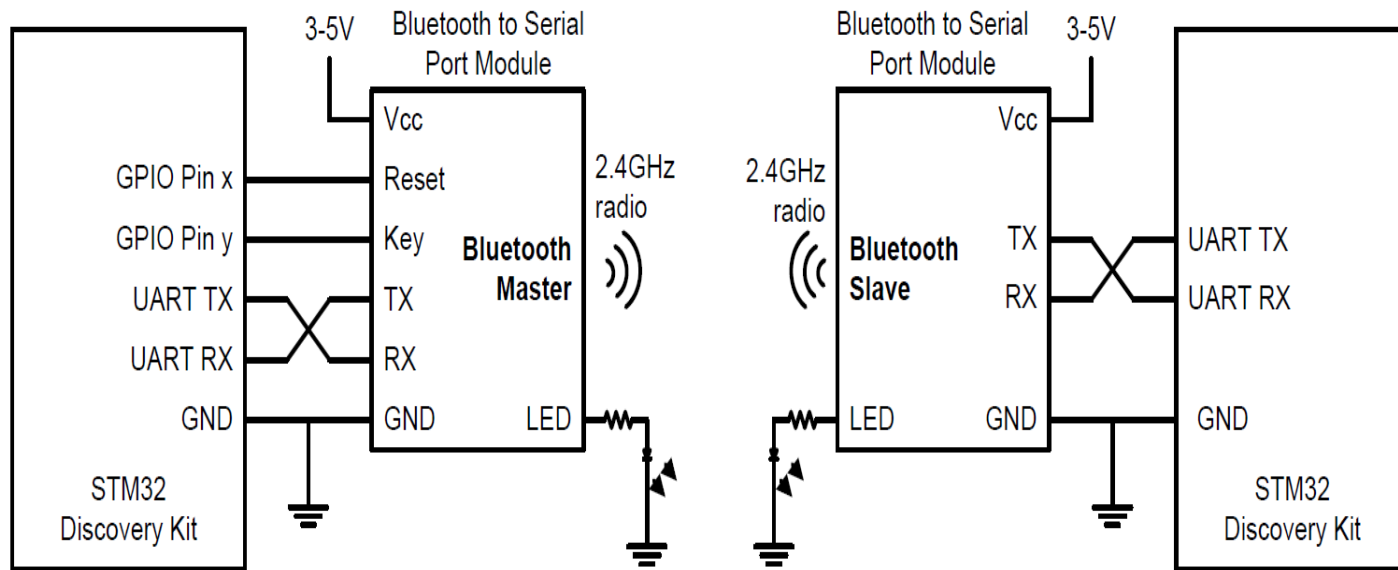 3-5V
Bluetooth to Serial
Port Module
Bluetooth to Serial
Port Module
3-5V
GPIO Pin x
GPIO Pin y
UART TX
UART RX
GND
STM32
Discovery Kit
Vcc
Reset
Key
TX
RX
GND
Bluetooth
Master
LED
2.4GHz
radio
2.4GHz
radio
Vcc
Bluetooth
Slave
TX
RX
LED
GND
UART TX
UART RX
GND
STM32
Discovery Kit